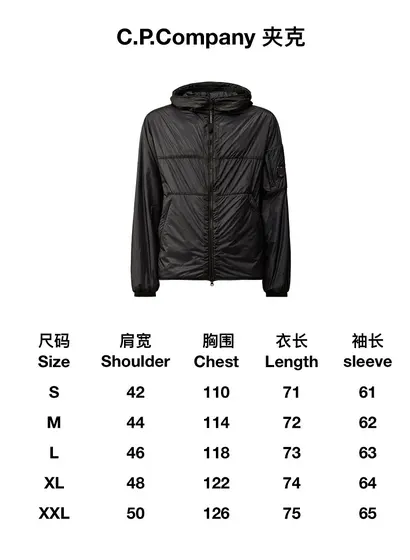 C.P.Company 夹克
尺码 肩宽 胸围 衣长 袖长
Size Shoulder Chest Length sleeve
S 42 110 71 61
M 44 114 72 62
L 46 118 73 63
XL 48 122 74 64
XXL 50 126 75 65